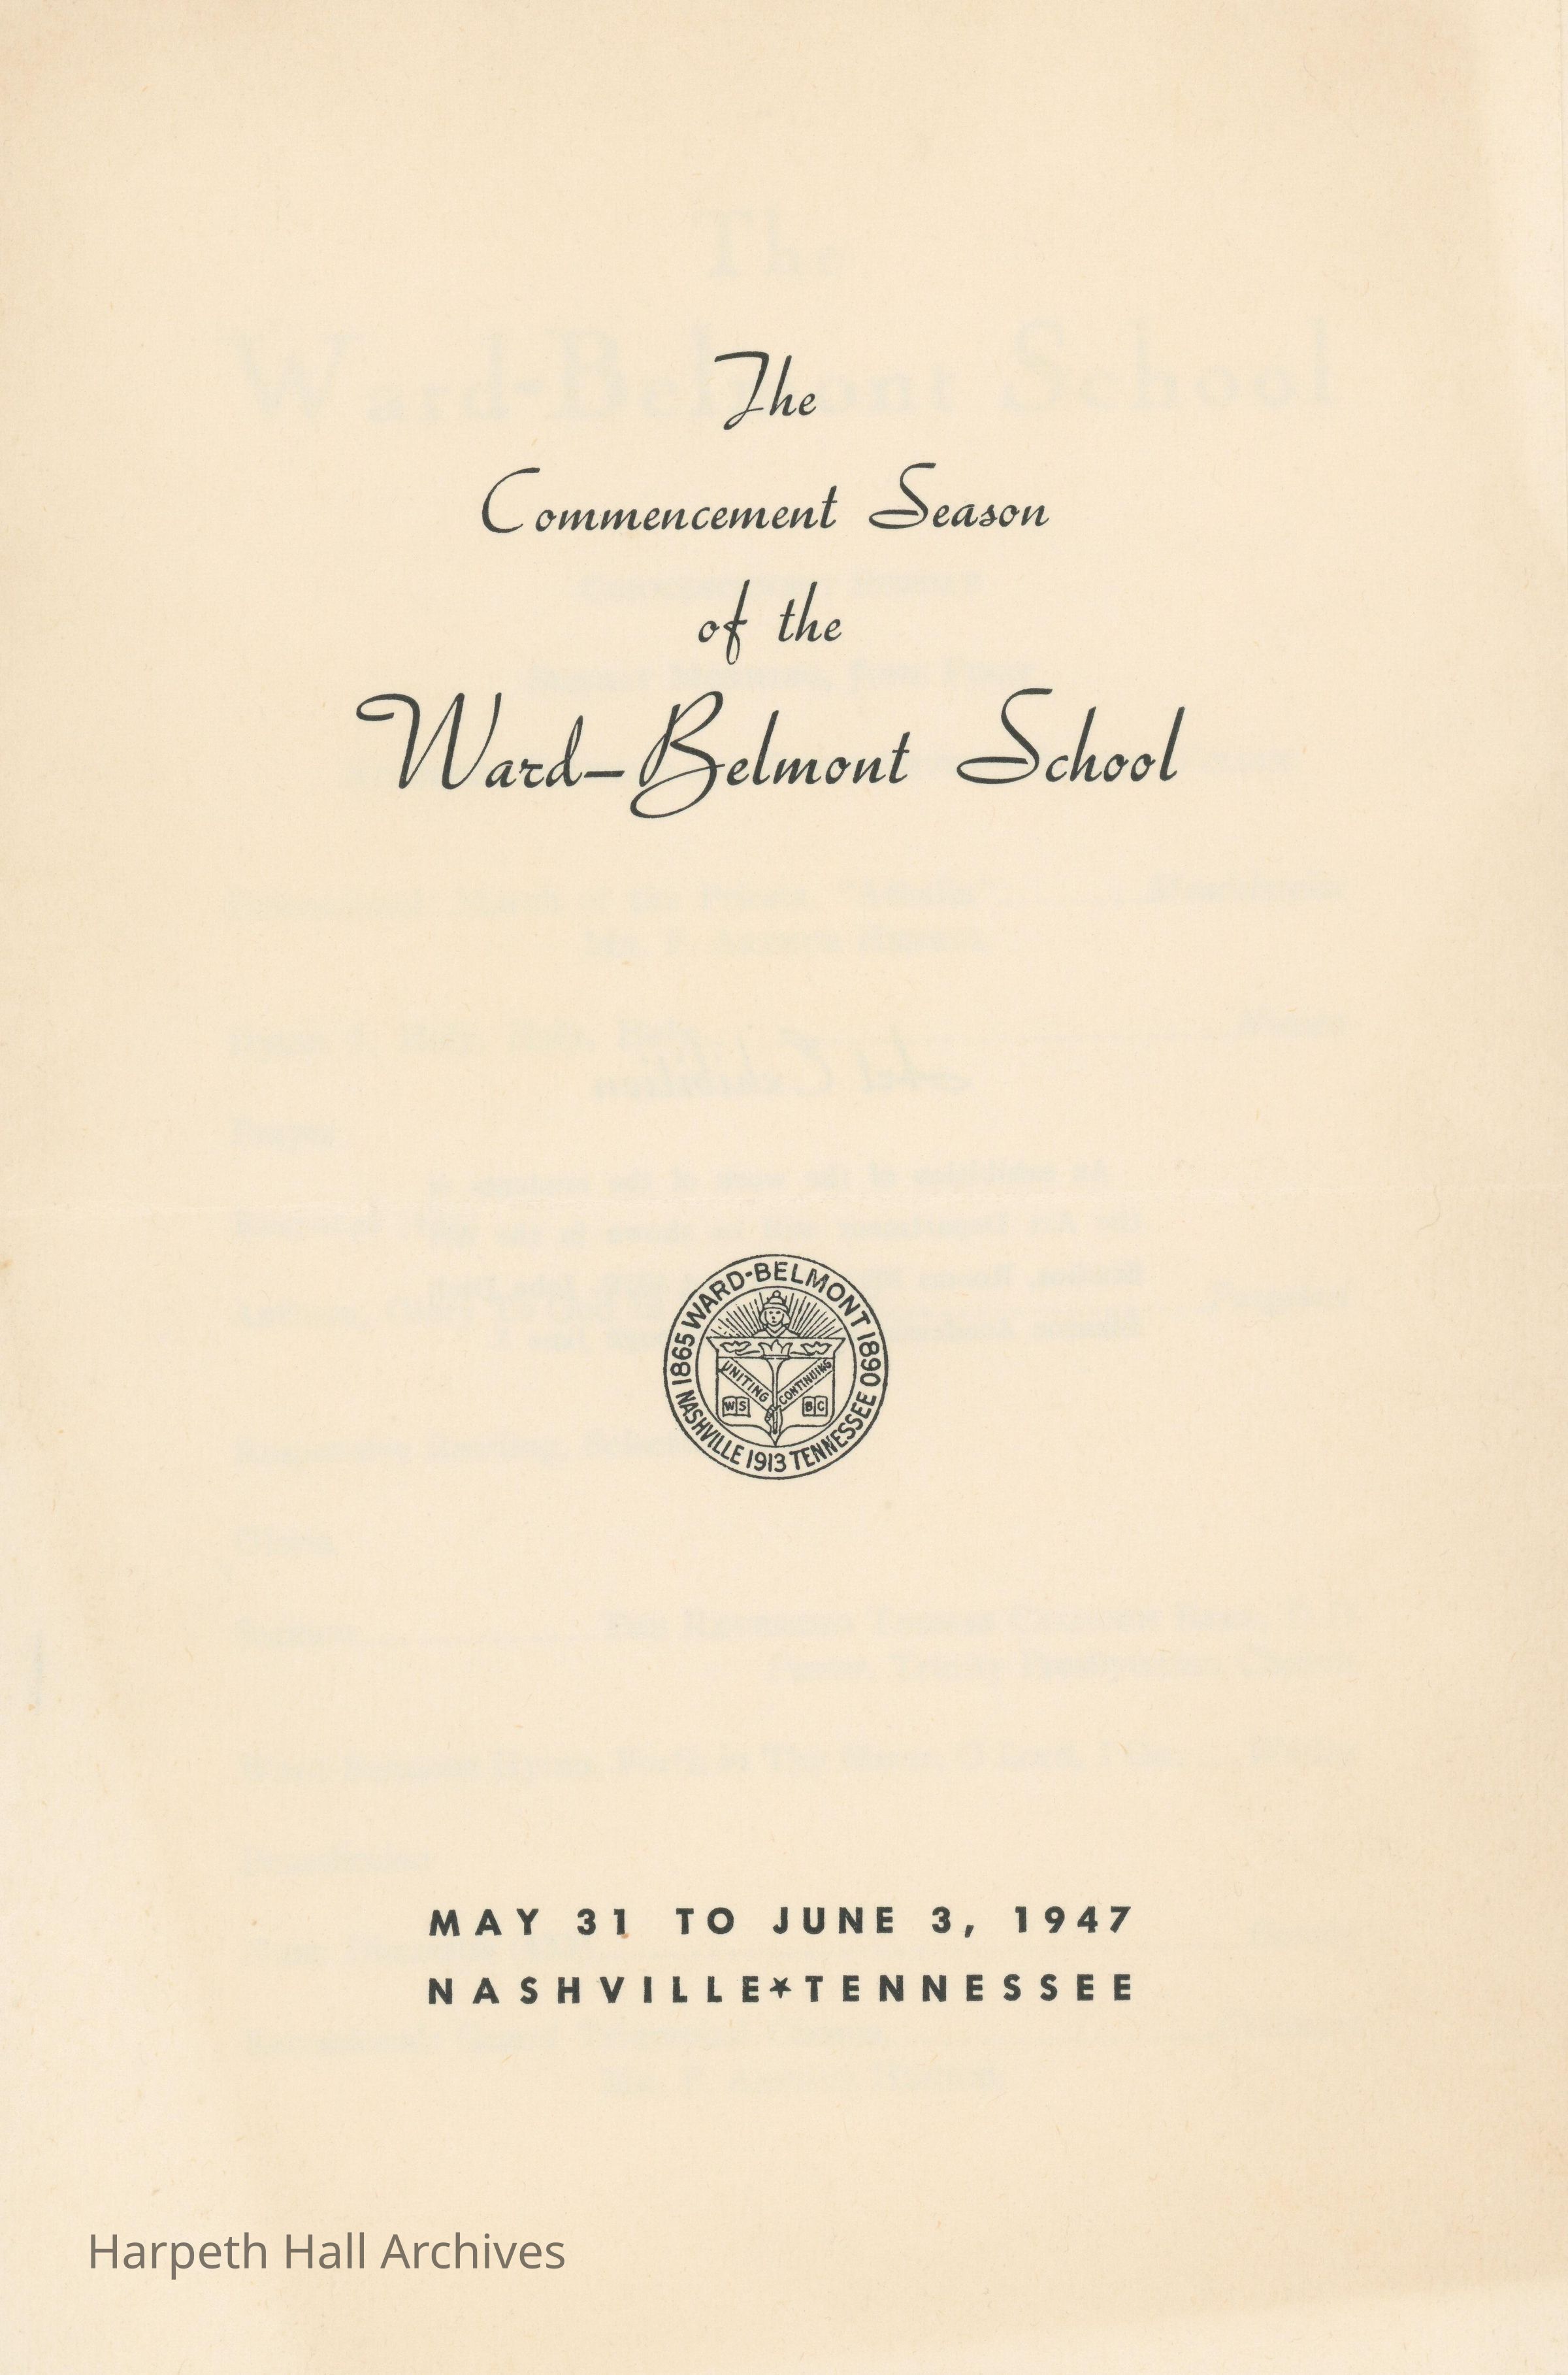 The
Commencement Season
of the
Ward–Belmont School
1865 WARD-BELMONT 1890
UNITING CONTINUING
WS BC
NASHVILLE 1913 TENNESSEE
MAY 31 TO JUNE 3, 1947
NASHVILLE★TENNESSEE
Harpeth Hall Archives